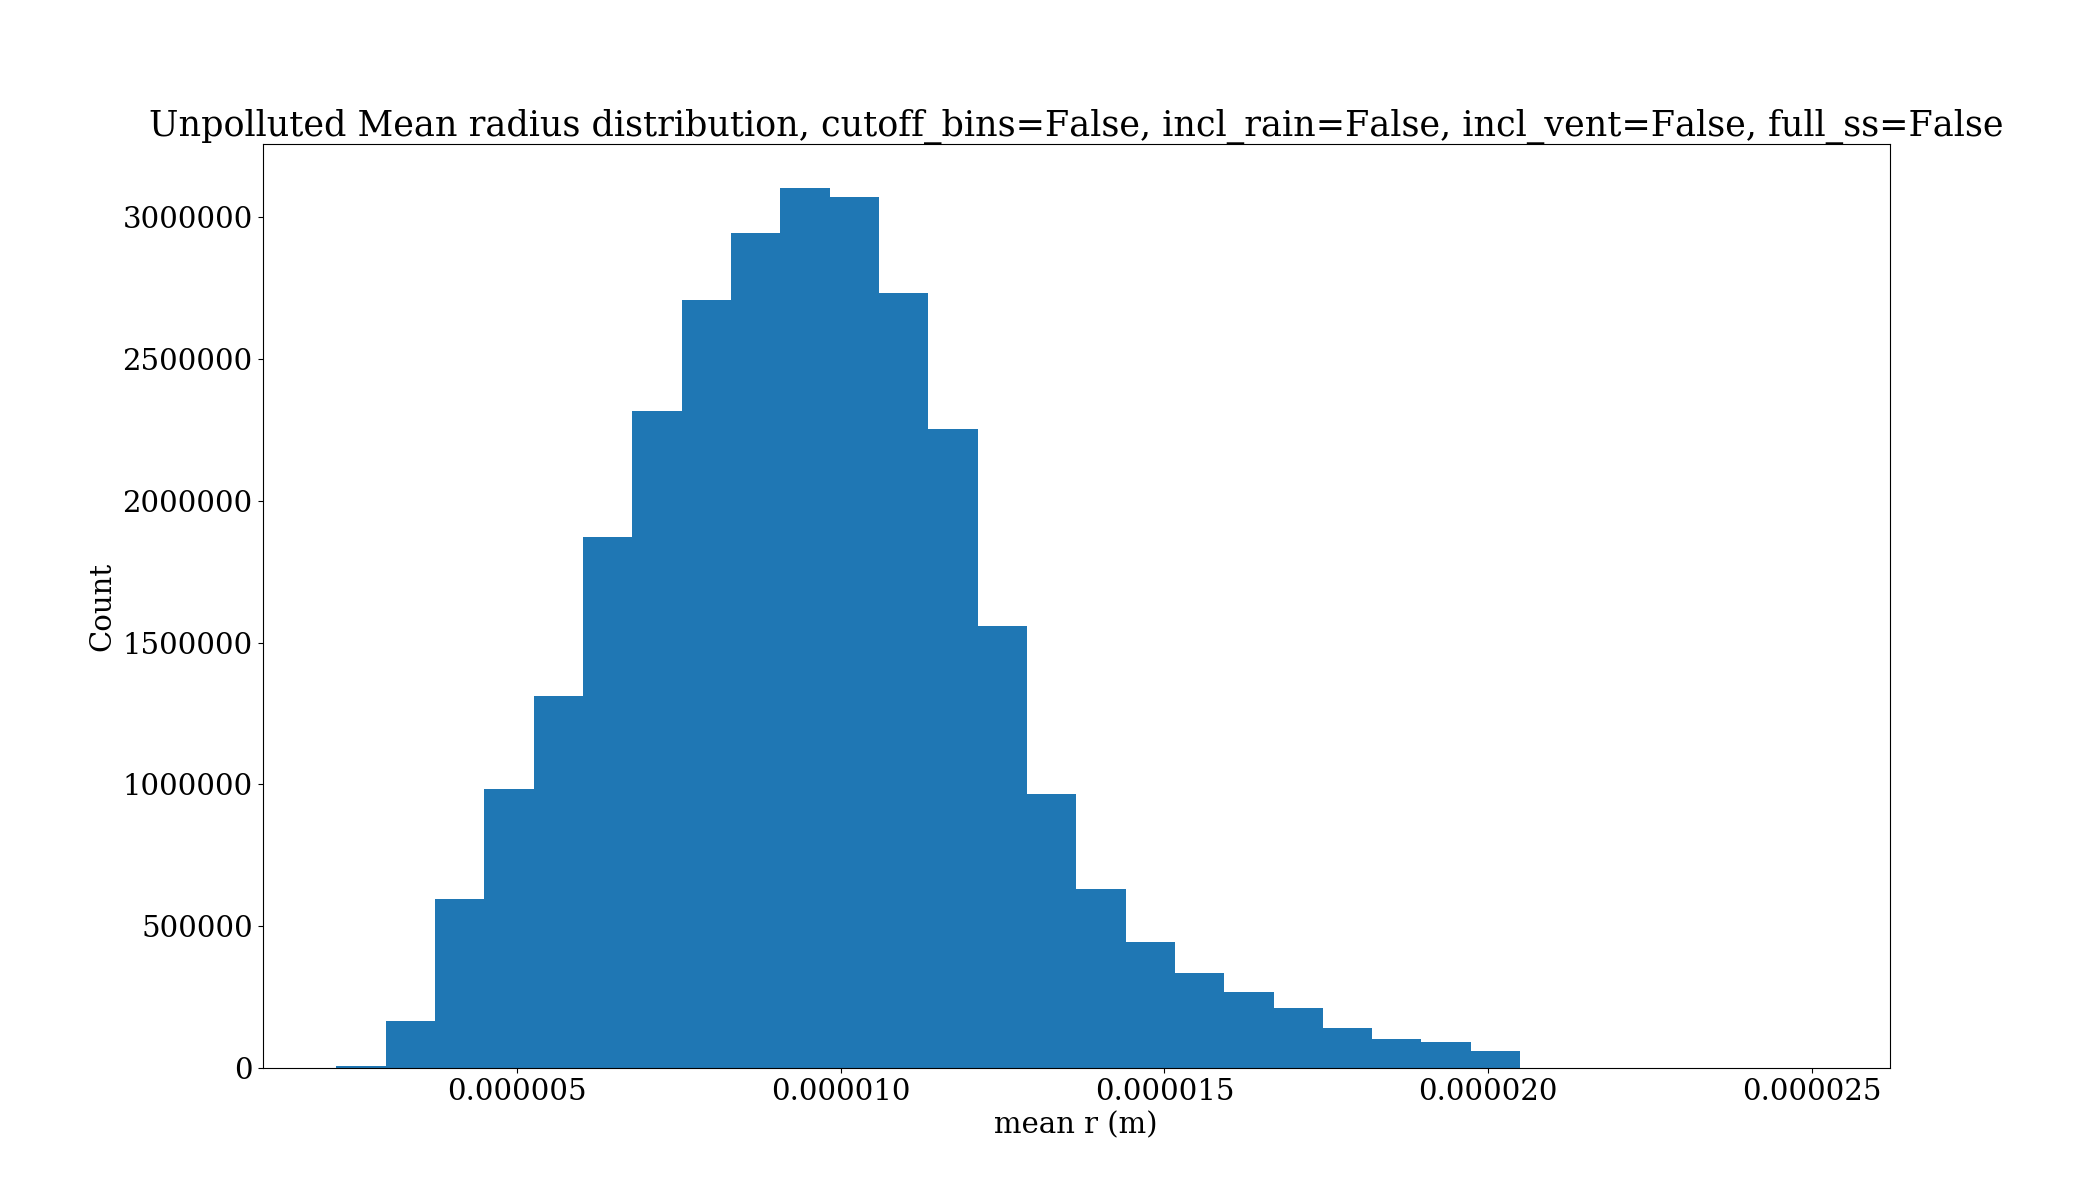 Unpolluted Mean radius distribution, cutoff_bins=False, incl_rain=False, incl_vent=False, full_ss=False
3000000
2500000
2000000
1500000
1000000
500000
0
Count
0.000005 0.000010 0.000015 0.000020 0.000025
mean r (m)